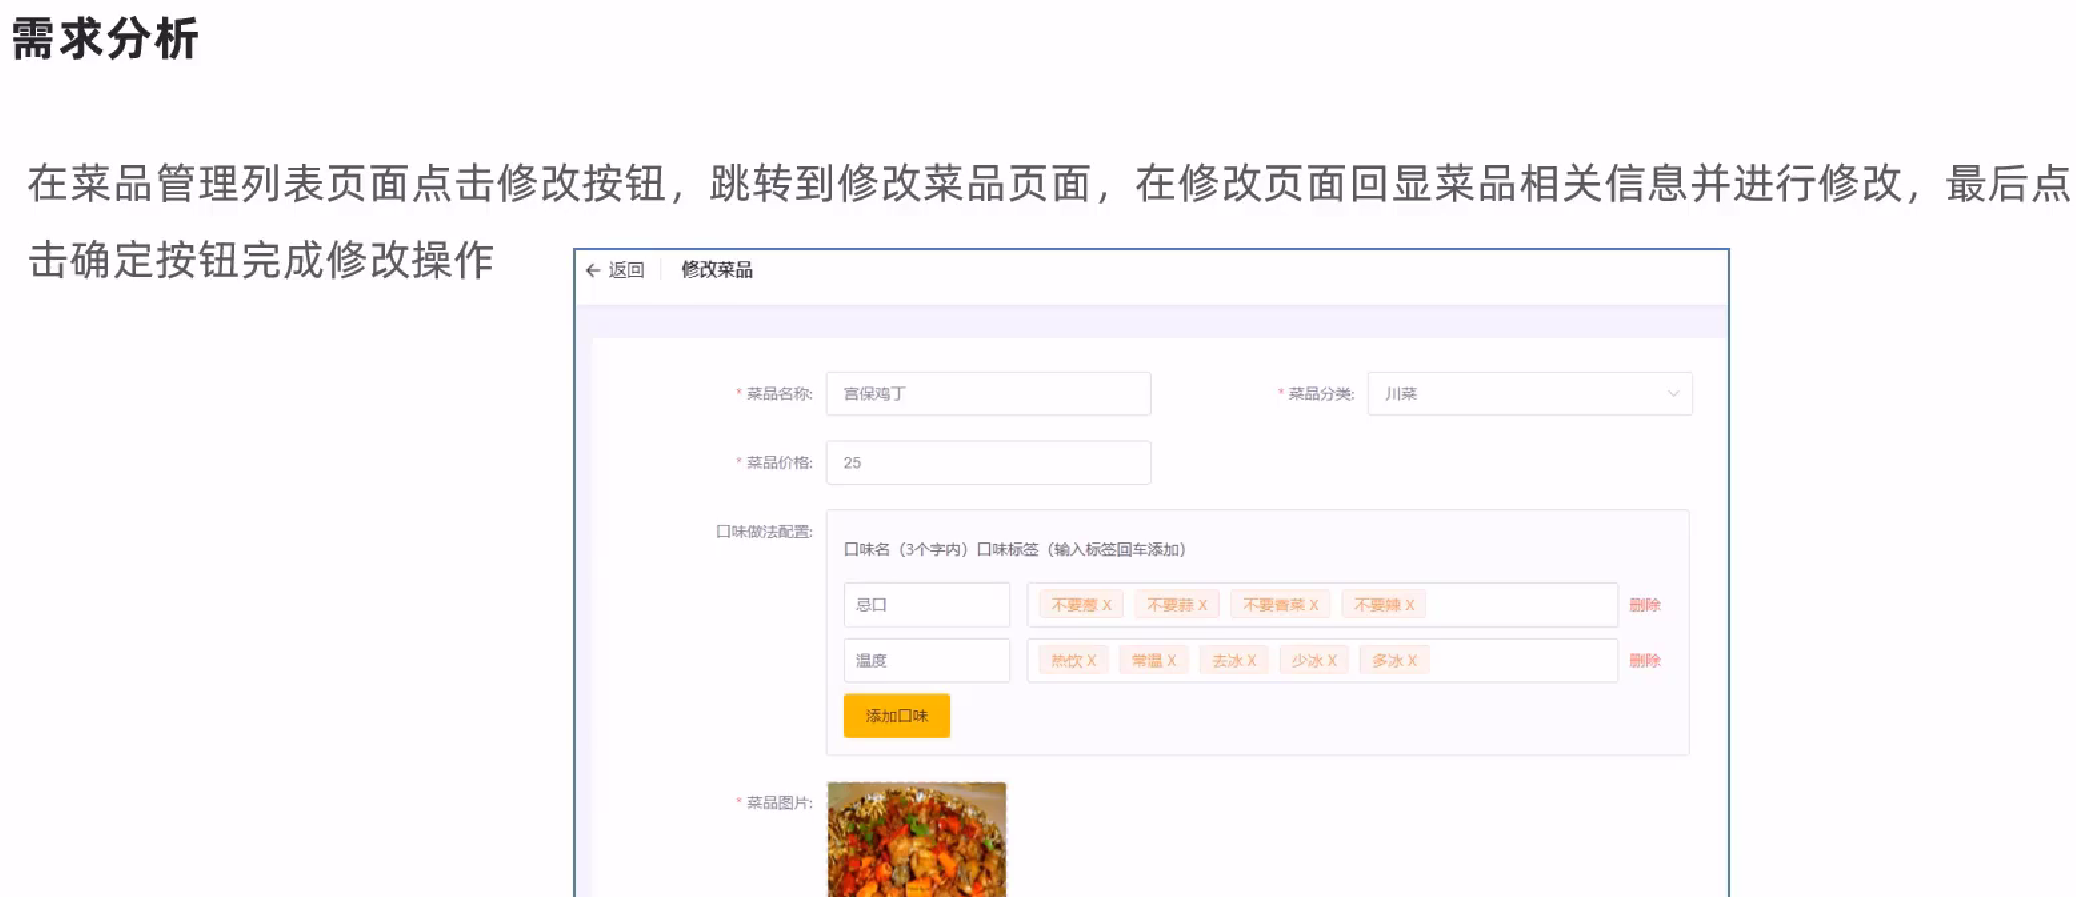 需求分析
在菜品管理列表页面点击修改按钮，跳转到修改菜品页面，在修改页面回显菜品相关信息并进行修改，最后点
击确定按钮完成修改操作
← 返回 修改菜品
* 菜品名称: 宫保鸡丁 * 菜品分类: 川菜
* 菜品价格: 25
口味做法配置:
口味名（3个字内）口味标签（输入标签回车添加）
忌口 不要葱 X 不要蒜 X 不要香菜 X 不要辣 X 删除
温度 热饮 X 常温 X 去冰 X 少冰 X 多冰 X 删除
添加口味
* 菜品图片: